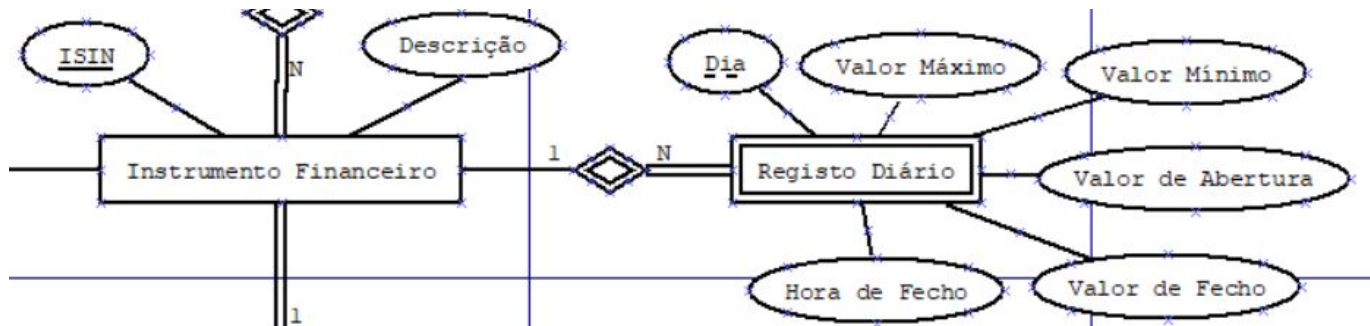 ISIN
N
Descrição
Dia
Valor Máximo
Valor Mínimo
Instrumento Financeiro
1
N
Registo Diário
Valor de Abertura
Hora de Fecho
Valor de Fecho
1